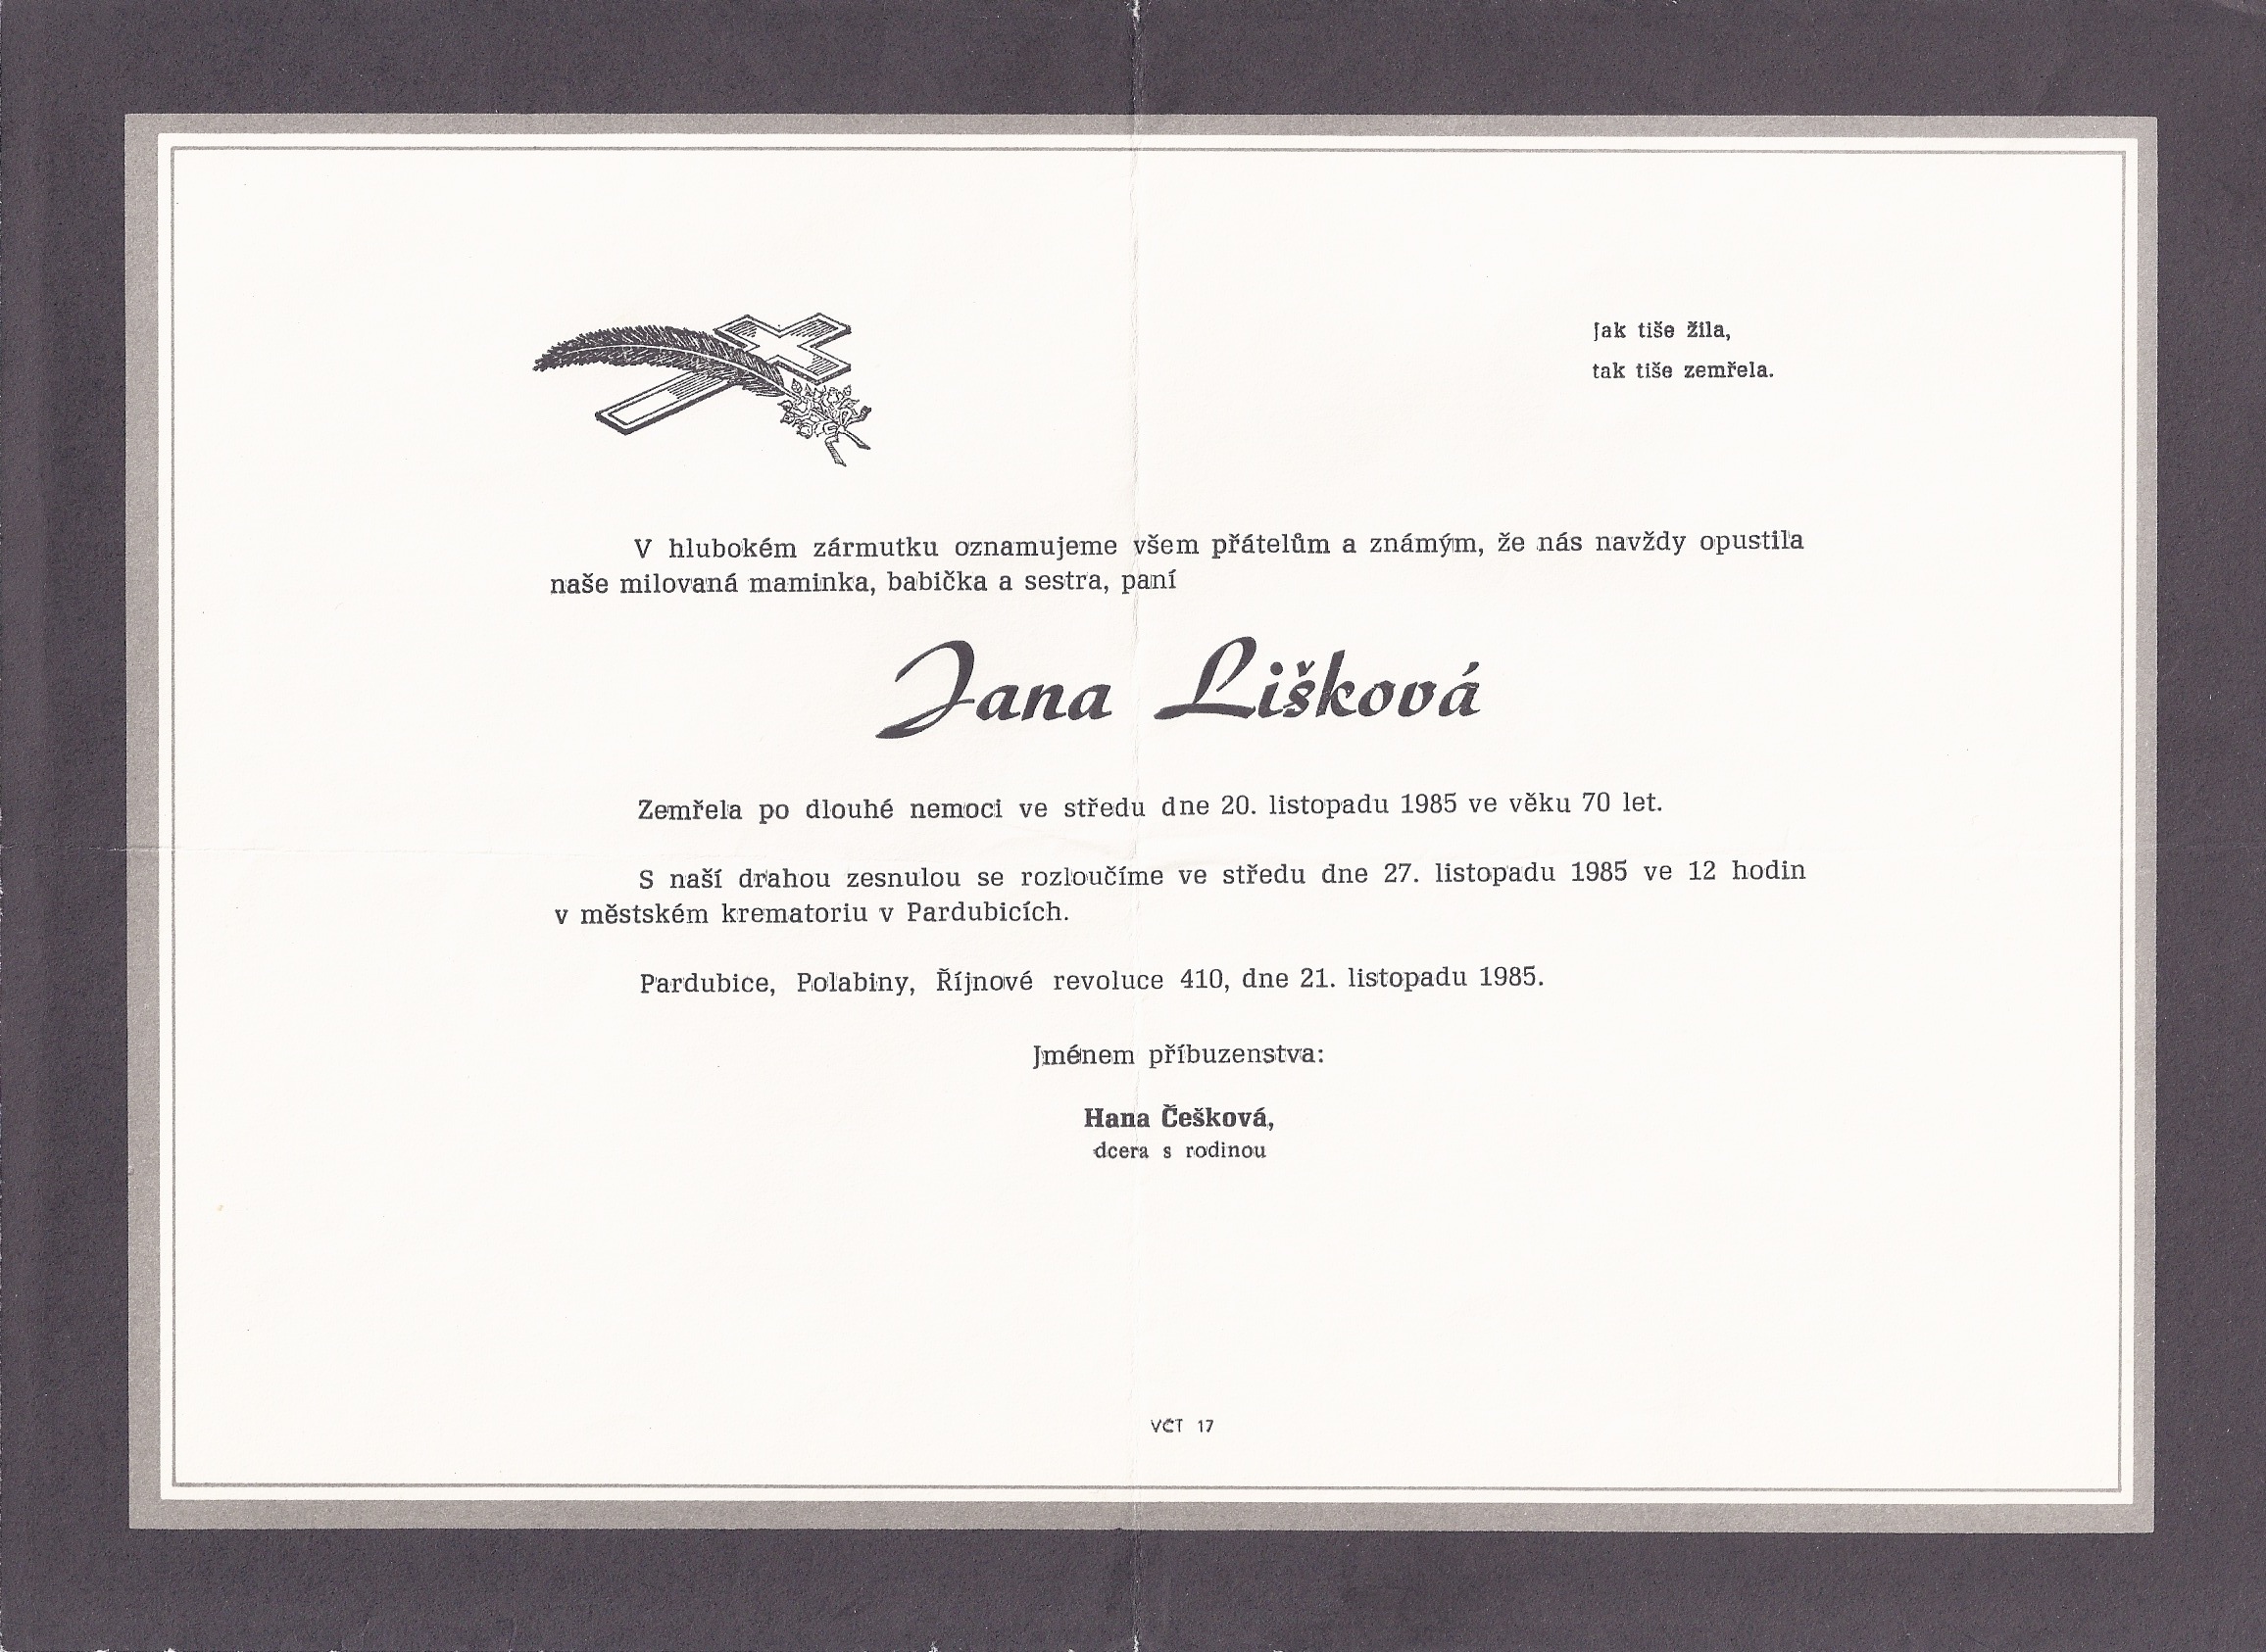 Jak tiše žila,
tak tiše zemřela.
V hlubokém zármutku oznamujeme všem přátelům a známým, že nás navždy opustila
naše milovaná maminka, babička a sestra, paní
Jana Lišková
Zemřela po dlouhé nemoci ve středu dne 20. listopadu 1985 ve věku 70 let.
S naší drahou zesnulou se rozloučíme ve středu dne 27. listopadu 1985 ve 12 hodin
v městském krematoriu v Pardubicích.
Pardubice, Polabiny, Říjnové revoluce 410, dne 21. listopadu 1985.
Jménem příbuzenstva:
Hana Češková,
dcera s rodinou
VČT 17